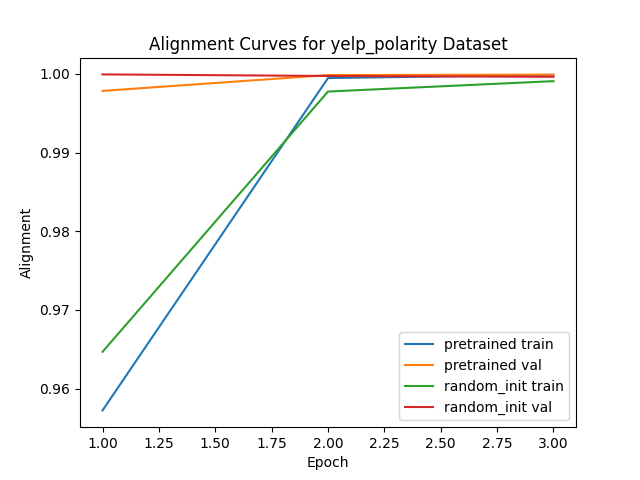 Alignment Curves for yelp_polarity Dataset
1.00
0.99
0.98
0.97
0.96
Alignment
pretrained train
pretrained val
random_init train
random_init val
1.00 1.25 1.50 1.75 2.00 2.25 2.50 2.75 3.00
Epoch